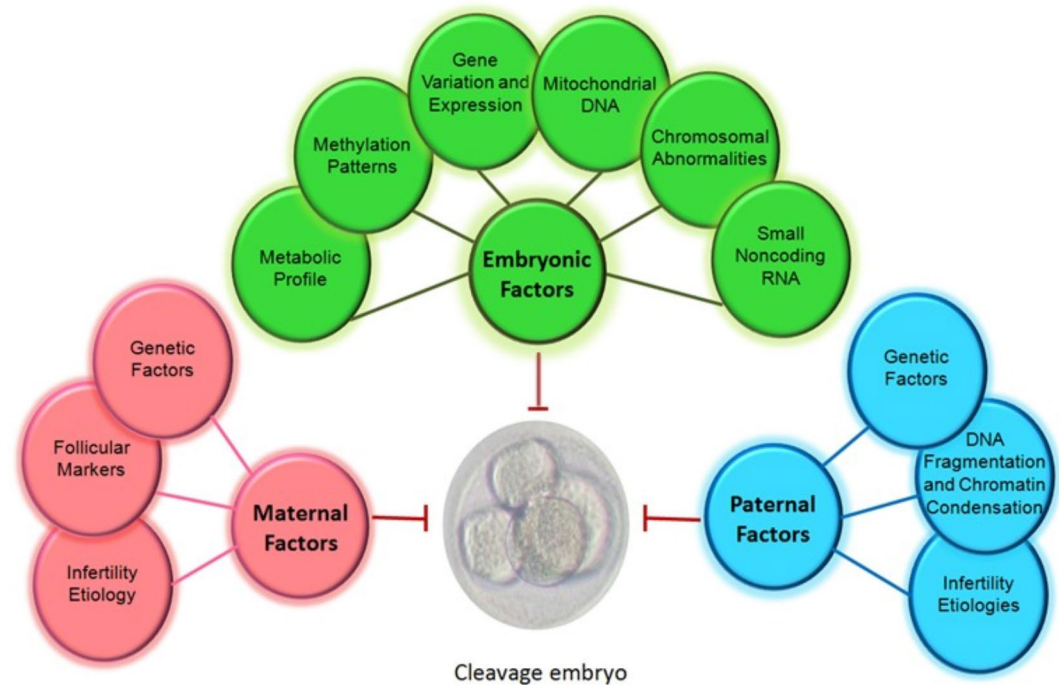 Gene
Variation and
Expression
Mitochondrial
DNA
Methylation
Patterns
Chromosomal
Abnormalities
Metabolic
Profile
Embryonic
Factors
Small
Noncoding
RNA
Genetic
Factors
Follicular
Markers
Infertility
Etiology
Maternal
Factors
Genetic
Factors
DNA
Fragmentation
and Chromatin
Condensation
Paternal
Factors
Infertility
Etiologies
Cleavage embryo